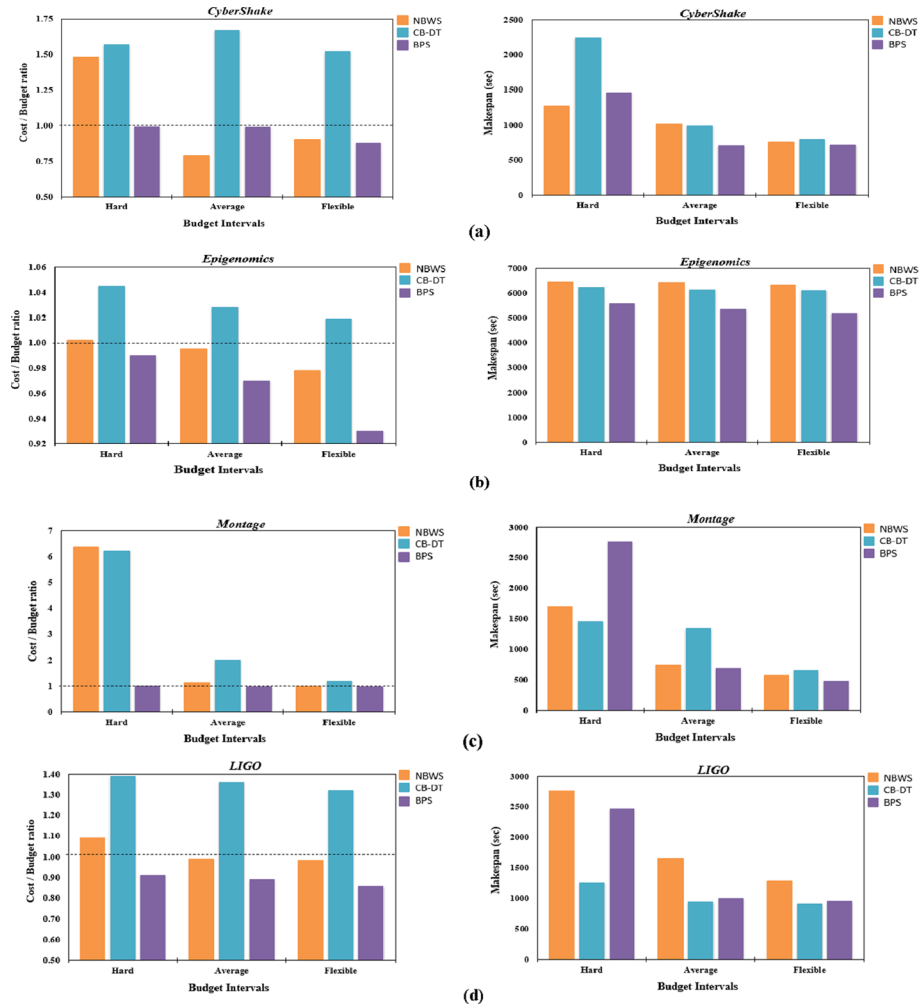 CyberShake
1.75
1.50
1.25
1.00
0.75
0.50
Cost / Budget ratio
Hard Average Flexible
Budget Intervals
NBWS
CB-DT
BPS
CyberShake
2500
2000
1500
1000
500
0
Makespan (sec)
Hard Average Flexible
Budget Intervals
NBWS
CB-DT
BPS
(a)
Epigenomics
1.06
1.04
1.02
1.00
0.98
0.96
0.94
0.92
Cost / Budget ratio
Hard Average Flexible
Budget Intervals
NBWS
CB-DT
BPS
Epigenomics
7000
6000
5000
4000
3000
2000
1000
0
Makespan (sec)
Hard Average Flexible
Budget Intervals
NBWS
CB-DT
BPS
(b)
Montage
7
6
5
4
3
2
1
0
Cost / Budget ratio
Hard Average Flexible
Budget Intervals
NBWS
CB-DT
BPS
Montage
3000
2500
2000
1500
1000
500
0
Makespan (sec)
Hard Average Flexible
Budget Intervals
NBWS
CB-DT
BPS
(c)
LIGO
1.40
1.30
1.20
1.10
1.00
0.90
0.80
0.70
0.60
0.50
Cost / Budget ratio
Hard Average Flexible
Budget Intervals
NBWS
CB-DT
BPS
LIGO
3000
2500
2000
1500
1000
500
0
Makespan (sec)
Hard Average Flexible
Budget Intervals
NBWS
CB-DT
BPS
(d)